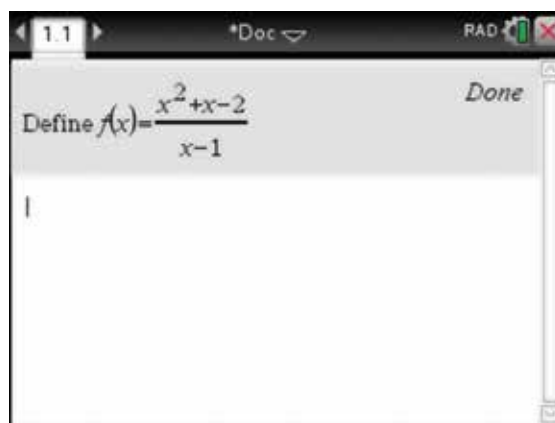 1.1 *Doc RAD
Define f(x)=(x^2+x-2)/(x-1) Done